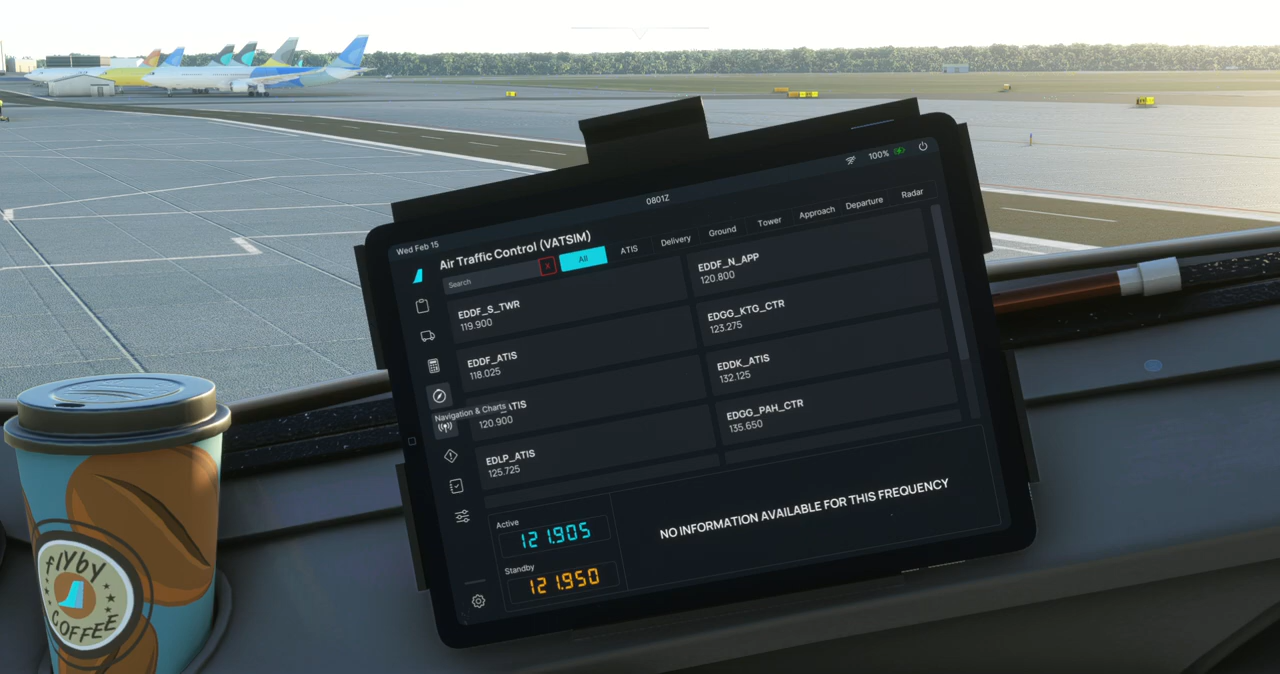 0801Z
100%
Wed Feb 15
Air Traffic Control (VATSIM)
Search
x
All
ATIS
Delivery
Ground
Tower
Approach
Departure
Radar
EDDF_S_TWR
119.900
EDDF_N_APP
120.800
EDDF_ATIS
118.025
EDGG_KTG_CTR
123.275
Navigation & Charts
ATIS
120.900
EDDK_ATIS
132.125
EDLP_ATIS
125.725
EDGG_PAH_CTR
135.650
Active
121.905
Standby
121.950
NO INFORMATION AVAILABLE FOR THIS FREQUENCY
flyby
COFFEE